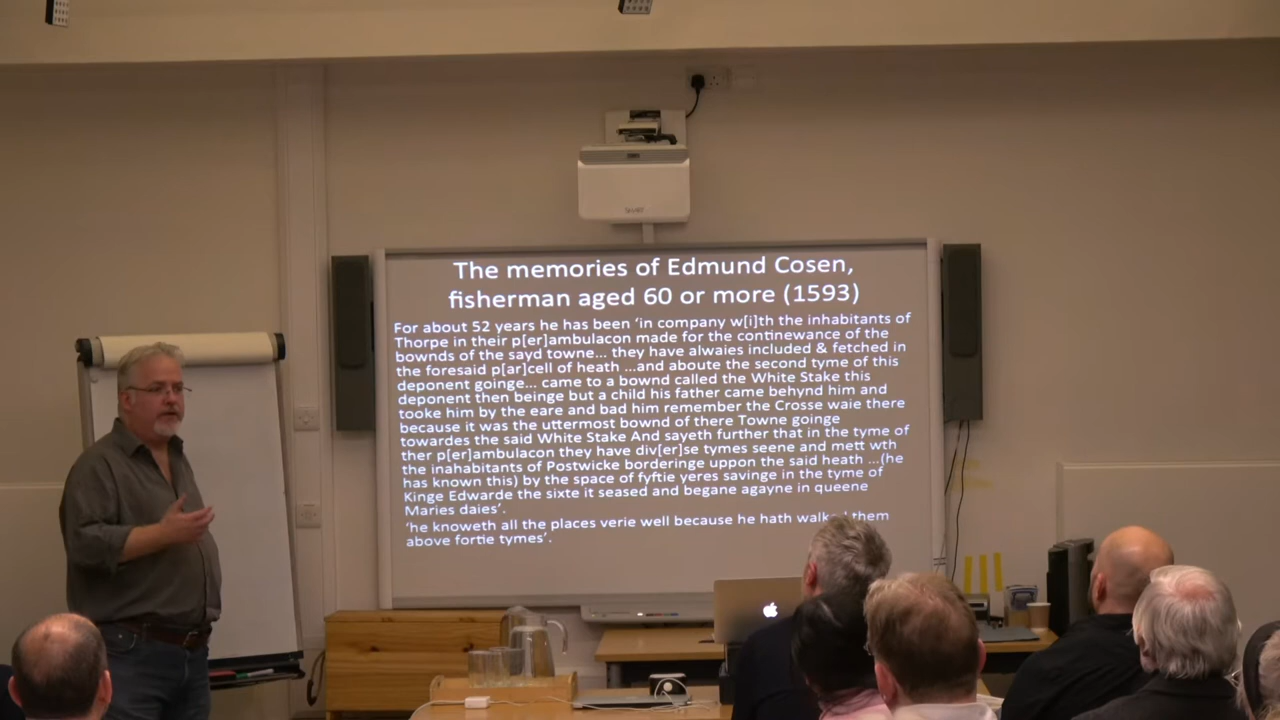 SMART
The memories of Edmund Cosen,
fisherman aged 60 or more (1593)
For about 52 years he has been ‘in company w[i]th the inhabitants of
Thorpe in their p[er]ambulacon made for the continewance of the
bownds of the sayd towne... they have alwaies included & fetched in
the foresaid p[ar]cell of heath ...and aboute the second tyme of this
deponent goinge... came to a bownd called the White Stake this
deponent then beinge but a child his father came behynd him and
tooke him by the eare and bad him remember the Crosse waie there
because it was the uttermost bownd of there Towne goinge
towardes the said White Stake And sayeth further that in the tyme of
ther p[er]ambulacon they have div[er]se tymes seene and mett wth
the inahabitants of Postwicke borderinge uppon the said heath ...(he
has known this) by the space of fyftie yeres savinge in the tyme of
Kinge Edwarde the sixte it seased and begane agayne in queene
Maries daies’.
‘he knoweth all the places verie well because he hath walked them
above fortie tymes’.